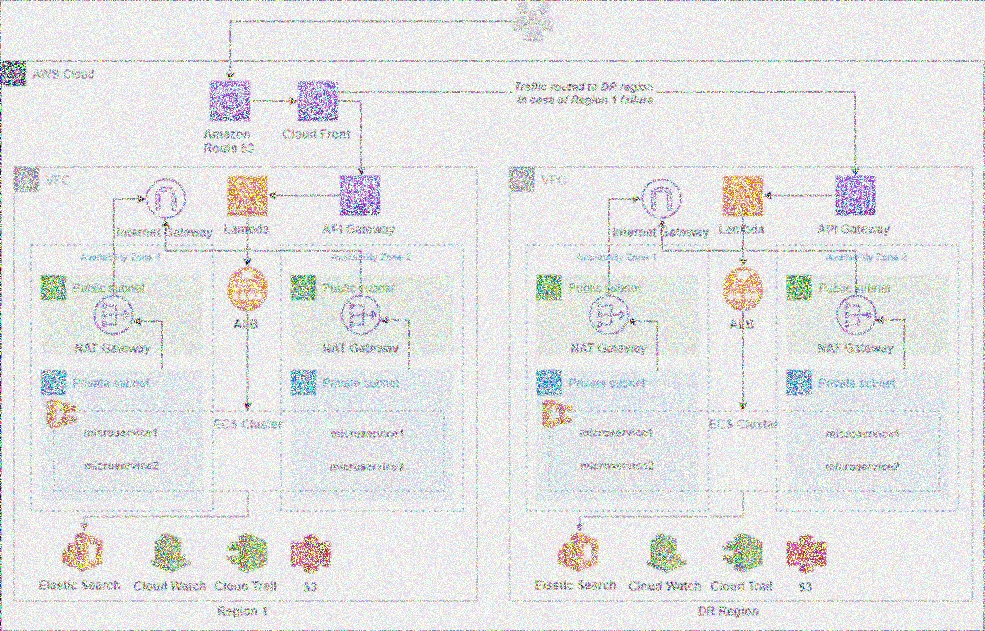 AWS Cloud
Traffic routed to DR region
in case of Region 1 failure
Amazon
Route 53
Cloud Front
VPC
Internet Gateway
Lambda
API Gateway
Availability Zone 1
Availability Zone 2
Public subnet
Public subnet
ALB
NAT Gateway
NAT Gateway
Private subnet
Private subnet
ECS Cluster
microservice1
microservice1
microservice2
microservice2
Elastic Search
Cloud Watch
Cloud Trail
S3
Region 1
VPC
Internet Gateway
Lambda
API Gateway
Availability Zone 1
Availability Zone 2
Public subnet
Public subnet
ALB
NAT Gateway
NAT Gateway
Private subnet
Private subnet
ECS Cluster
microservice1
microservice1
microservice2
microservice2
Elastic Search
Cloud Watch
Cloud Trail
S3
DR Region